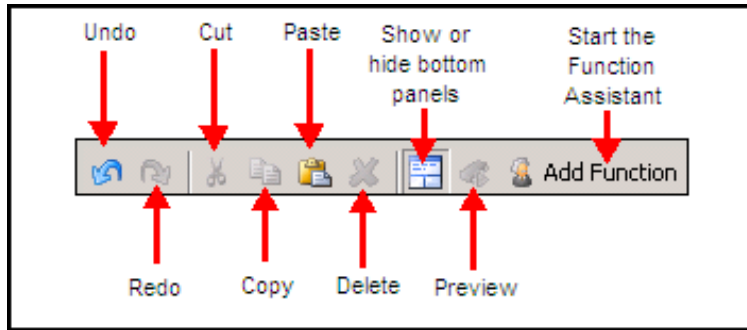 Undo
Cut
Paste
Show or
hide bottom
panels
Start the
Function
Assistant
Add Function
Redo
Copy
Delete
Preview